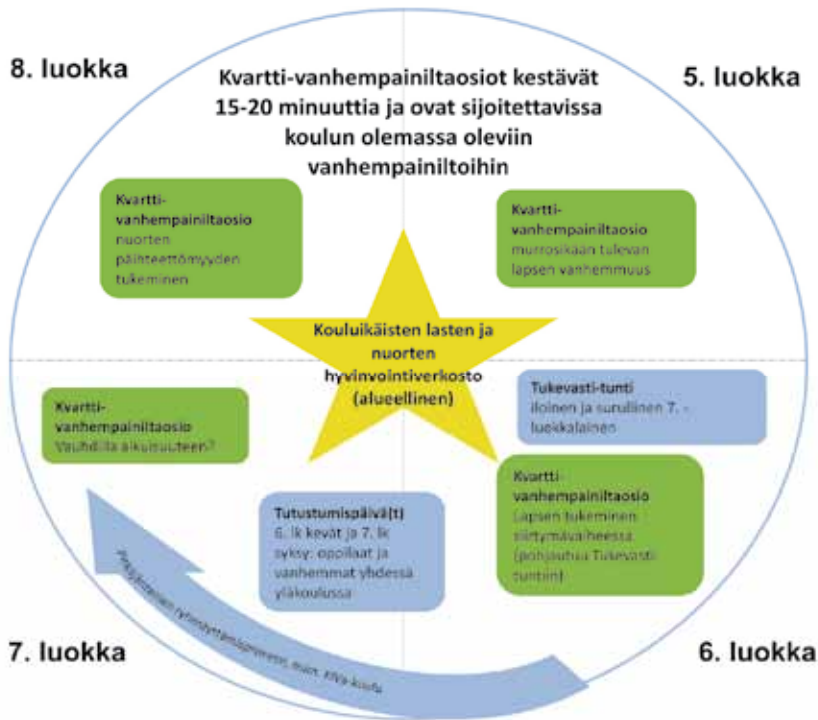 8. luokka
5. luokka
Kvartti-vanhempainiltaosiot kestävät
15-20 minuuttia ja ovat sijoitettavissa
koulun olemassa oleviin
vanhempainiltoihin
Kvartti-
vanhempainiltaosio
nuorten
päihteettömyyden
tukeminen
Kvartti-
vanhempainiltaosio
murrosikään tulevan
lapsen vanhemmuus
Kouluikäisten lasten ja
nuorten
hyvinvointiverkosto
(alueellinen)
Kvartti-
vanhempainiltaosio
Vauhdilla aikuisuuteen?
Tukevasti-tunti
iloinen ja surullinen 7. -
luokkalainen
Tutustumispäivä(t)
6. lk kevät ja 7. lk
syksy: oppilaat ja
vanhemmat yhdessä
yläkoulussa
Kvartti-
vanhempainiltaosio
Lapsen tukeminen
siirtymävaiheessa
(pohjautuu Tukevasti
tuntiin)
7. luokka
6. luokka